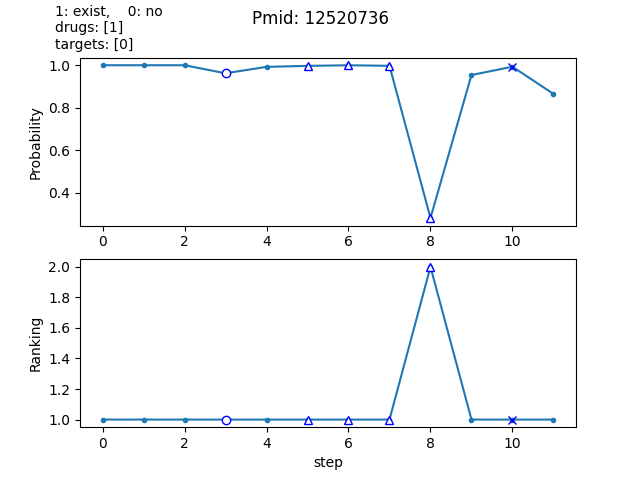 1: exist,    0: no
Pmid: 12520736
drugs: [1]
targets: [0]
1.0
0.8
0.6
0.4
Probability
0 2 4 6 8 10
2.0
1.8
1.6
1.4
1.2
1.0
Ranking
0 2 4 6 8 10
step